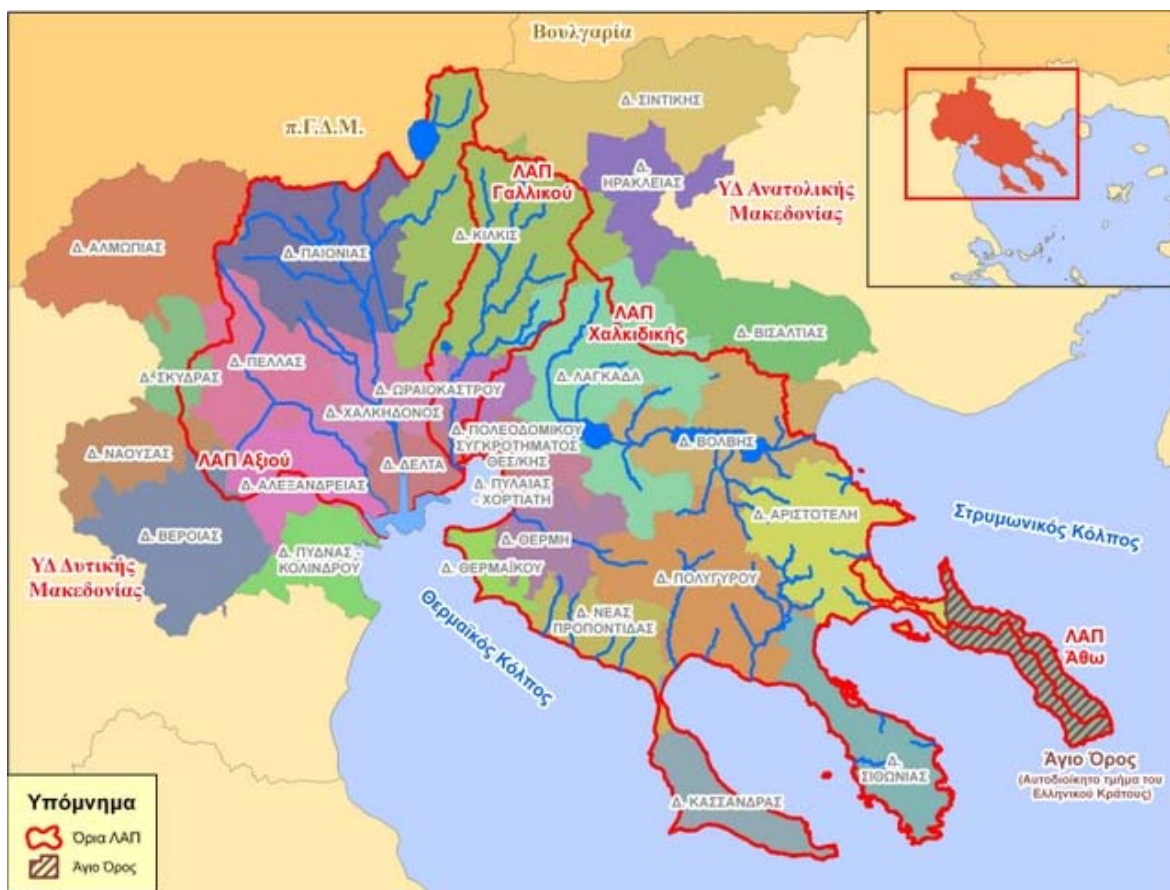 Βουλγαρία
π.Γ.Δ.Μ.
Δ. ΣΙΝΤΙΚΗΣ
ΛΑΠ
Γαλλικού
Δ.
ΗΡΑΚΛΕΙΑΣ
ΥΔ Ανατολικής
Μακεδονίας
Δ. ΑΛΜΩΠΙΑΣ
Δ. ΠΑΙΟΝΙΑΣ
Δ. ΚΙΛΚΙΣ
ΛΑΠ
Χαλκιδικής
Δ. ΒΙΣΑΛΤΙΑΣ
Δ. ΣΚΥΔΡΑΣ
Δ. ΠΕΛΛΑΣ
Δ. ΛΑΓΚΑΔΑ
Δ. ΩΡΑΙΟΚΑΣΤΡΟΥ
Δ. ΧΑΛΚΗΔΟΝΟΣ
Δ. ΠΟΛΕΟΔΟΜΙΚΟΥ
ΣΥΓΚΡΟΤΗΜΑΤΟΣ
ΘΕΣ/ΚΗΣ
Δ. ΒΟΛΒΗΣ
Δ. ΝΑΟΥΣΑΣ
ΛΑΠ Αξιού
Δ. ΔΕΛΤΑ
Δ. ΑΛΕΞΑΝΔΡΕΙΑΣ
Δ. ΠΥΛΑΙΑΣ
- ΧΟΡΤΙΑΤΗ
Δ. ΑΡΙΣΤΟΤΕΛΗ
Στρυμωνικός Κόλπος
Δ. ΒΕΡΟΙΑΣ
Δ. ΠΥΔΝΑΣ -
ΚΟΛΙΝΔΡΟΥ
Δ. ΘΕΡΜΗ
Δ. ΘΕΡΜΑΪΚΟΥ
Δ. ΠΟΛΥΓΥΡΟΥ
ΥΔ Δυτικής
Μακεδονίας
Δ. ΝΕΑΣ
ΠΡΟΠΟΝΤΙΔΑΣ
Θερμαϊκός Κόλπος
ΛΑΠ
Άθω
Άγιο Όρος
(Αυτοδιοίκητο τμήμα του
Ελληνικού Κράτους)
Δ.
ΣΙΘΩΝΙΑΣ
Δ. ΚΑΣΣΑΝΔΡΑΣ
Υπόμνημα
Όρια ΛΑΠ
Άγιο Όρος